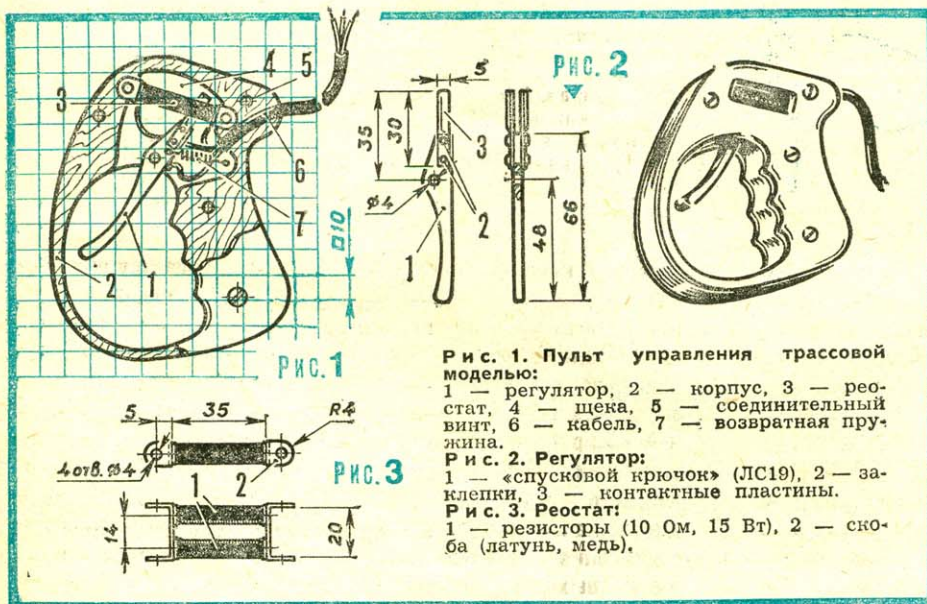 4
5
3
6
7
□10
2
1
Рис. 1
Рис. 2
5
35
30
3
ø4
1
2
48
66
5
35
R4
4 отв. ø4
2
Рис. 3
1
14
20
Рис. 1. Пульт управления трассовой
моделью:
1 — регулятор, 2 — корпус, 3 — рео-
стат, 4 — щека, 5 — соединительный
винт, 6 — кабель, 7 — возвратная пру-
жина.
Рис. 2. Регулятор:
1 — «спусковой крючок» (ЛС19), 2 — за-
клепки, 3 — контактные пластины.
Рис. 3. Реостат:
1 — резисторы (10 Ом, 15 Вт), 2 — ско-
ба (латунь, медь).